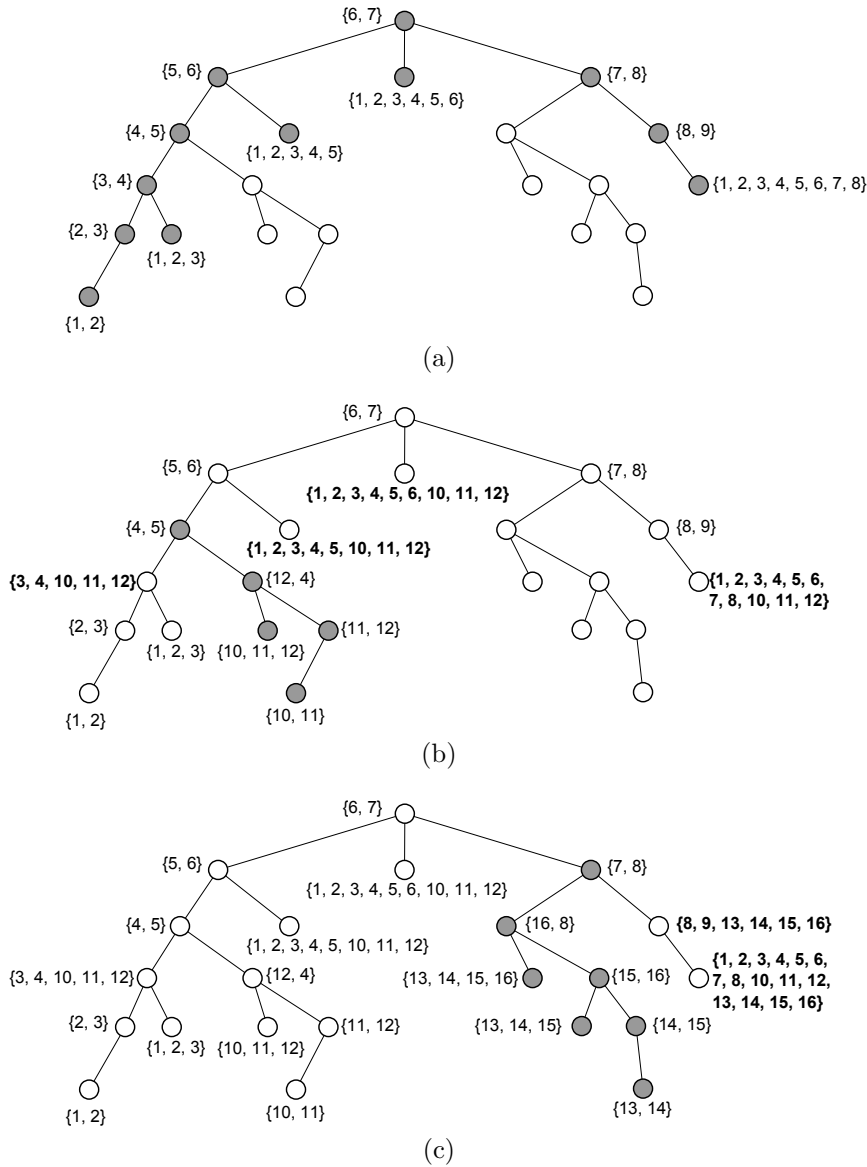 {6, 7}
{5, 6}
{1, 2, 3, 4, 5, 6}
{7, 8}
{4, 5}
{1, 2, 3, 4, 5}
{8, 9}
{3, 4}
{1, 2, 3, 4, 5, 6, 7, 8}
{2, 3}
{1, 2, 3}
{1, 2}
(a)
{6, 7}
{5, 6}
{1, 2, 3, 4, 5, 6, 10, 11, 12}
{7, 8}
{4, 5}
{1, 2, 3, 4, 5, 10, 11, 12}
{8, 9}
{3, 4, 10, 11, 12}
{12, 4}
{1, 2, 3, 4, 5, 6,
7, 8, 10, 11, 12}
{2, 3}
{1, 2, 3}
{10, 11, 12}
{11, 12}
{1, 2}
{10, 11}
(b)
{6, 7}
{5, 6}
{1, 2, 3, 4, 5, 6, 10, 11, 12}
{7, 8}
{4, 5}
{1, 2, 3, 4, 5, 10, 11, 12}
{16, 8}
{8, 9, 13, 14, 15, 16}
{3, 4, 10, 11, 12}
{12, 4}
{13, 14, 15, 16}
{15, 16}
{1, 2, 3, 4, 5, 6,
7, 8, 10, 11, 12,
13, 14, 15, 16}
{2, 3}
{1, 2, 3}
{10, 11, 12}
{11, 12}
{13, 14, 15}
{14, 15}
{1, 2}
{10, 11}
{13, 14}
(c)